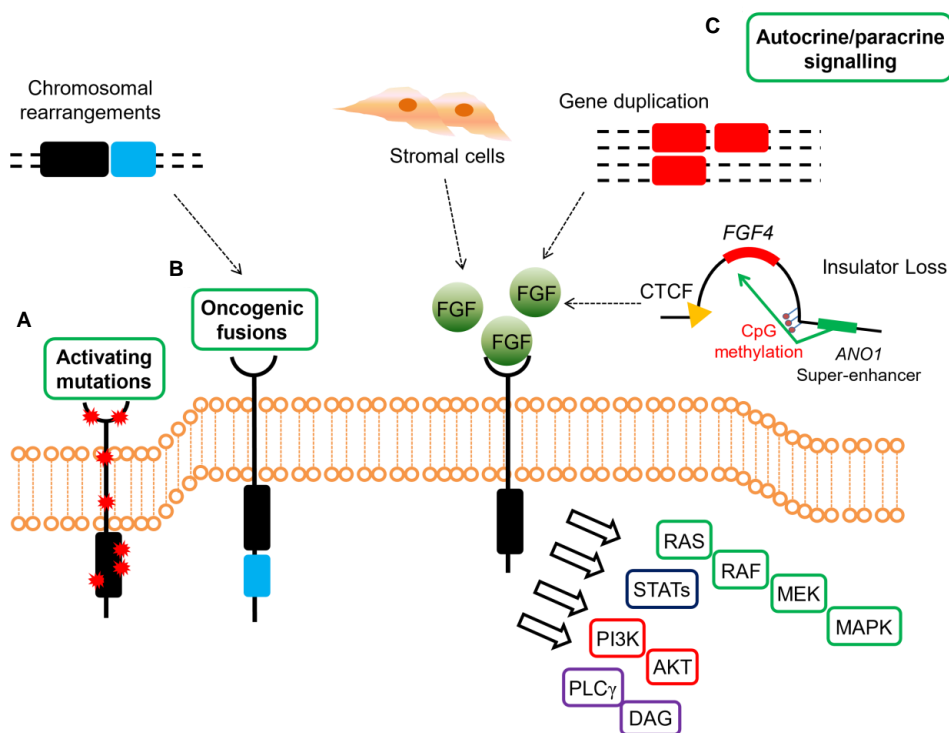 C
Autocrine/paracrine
signalling
Chromosomal
rearrangements
Stromal cells
Gene duplication
FGF4
Insulator Loss
CTCF
CpG
methylation
ANO1
Super-enhancer
B
Oncogenic
fusions
FGF
FGF
FGF
A
Activating
mutations
RAS
RAF
MEK
MAPK
STATs
PI3K
AKT
PLCγ
DAG